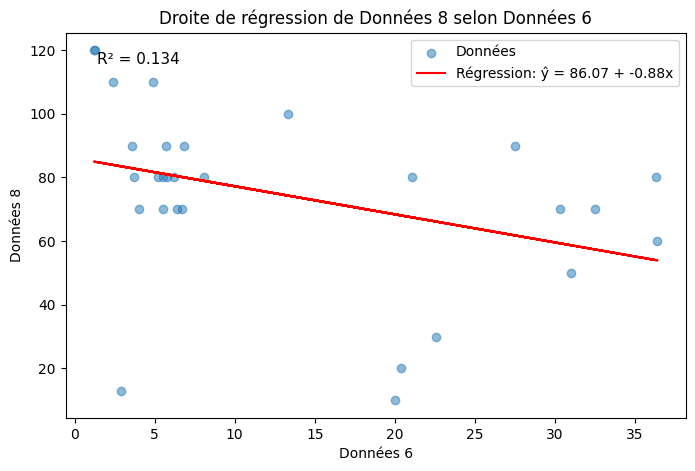 Droite de régression de Données 8 selon Données 6
R² = 0.134
Données
Régression: ŷ = 86.07 + -0.88x
Données 8
120
100
80
60
40
20
0
5
10
15
20
25
30
35
Données 6